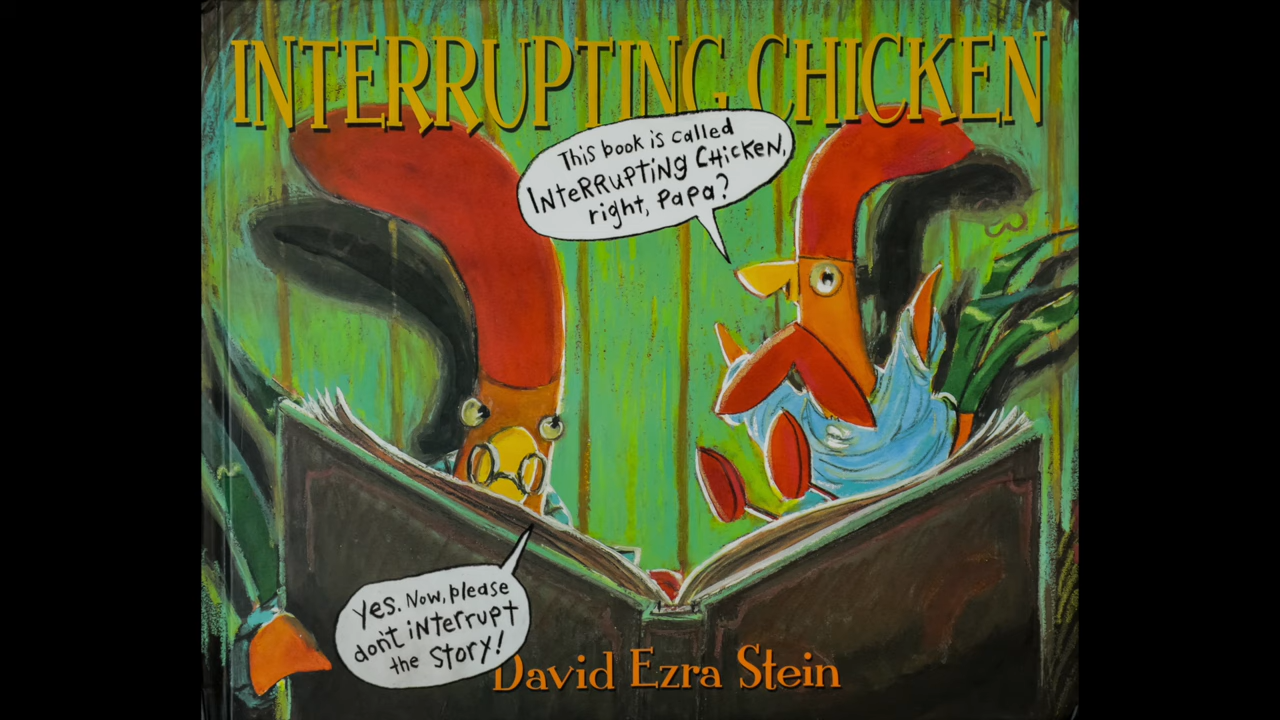 INTERRUPTING CHICKEN
This book is called
INteRRuPtiNg CHicKeN,
right, Papa?
Yes. Now, please
don't iNterrupt
the story!
David Ezra Stein